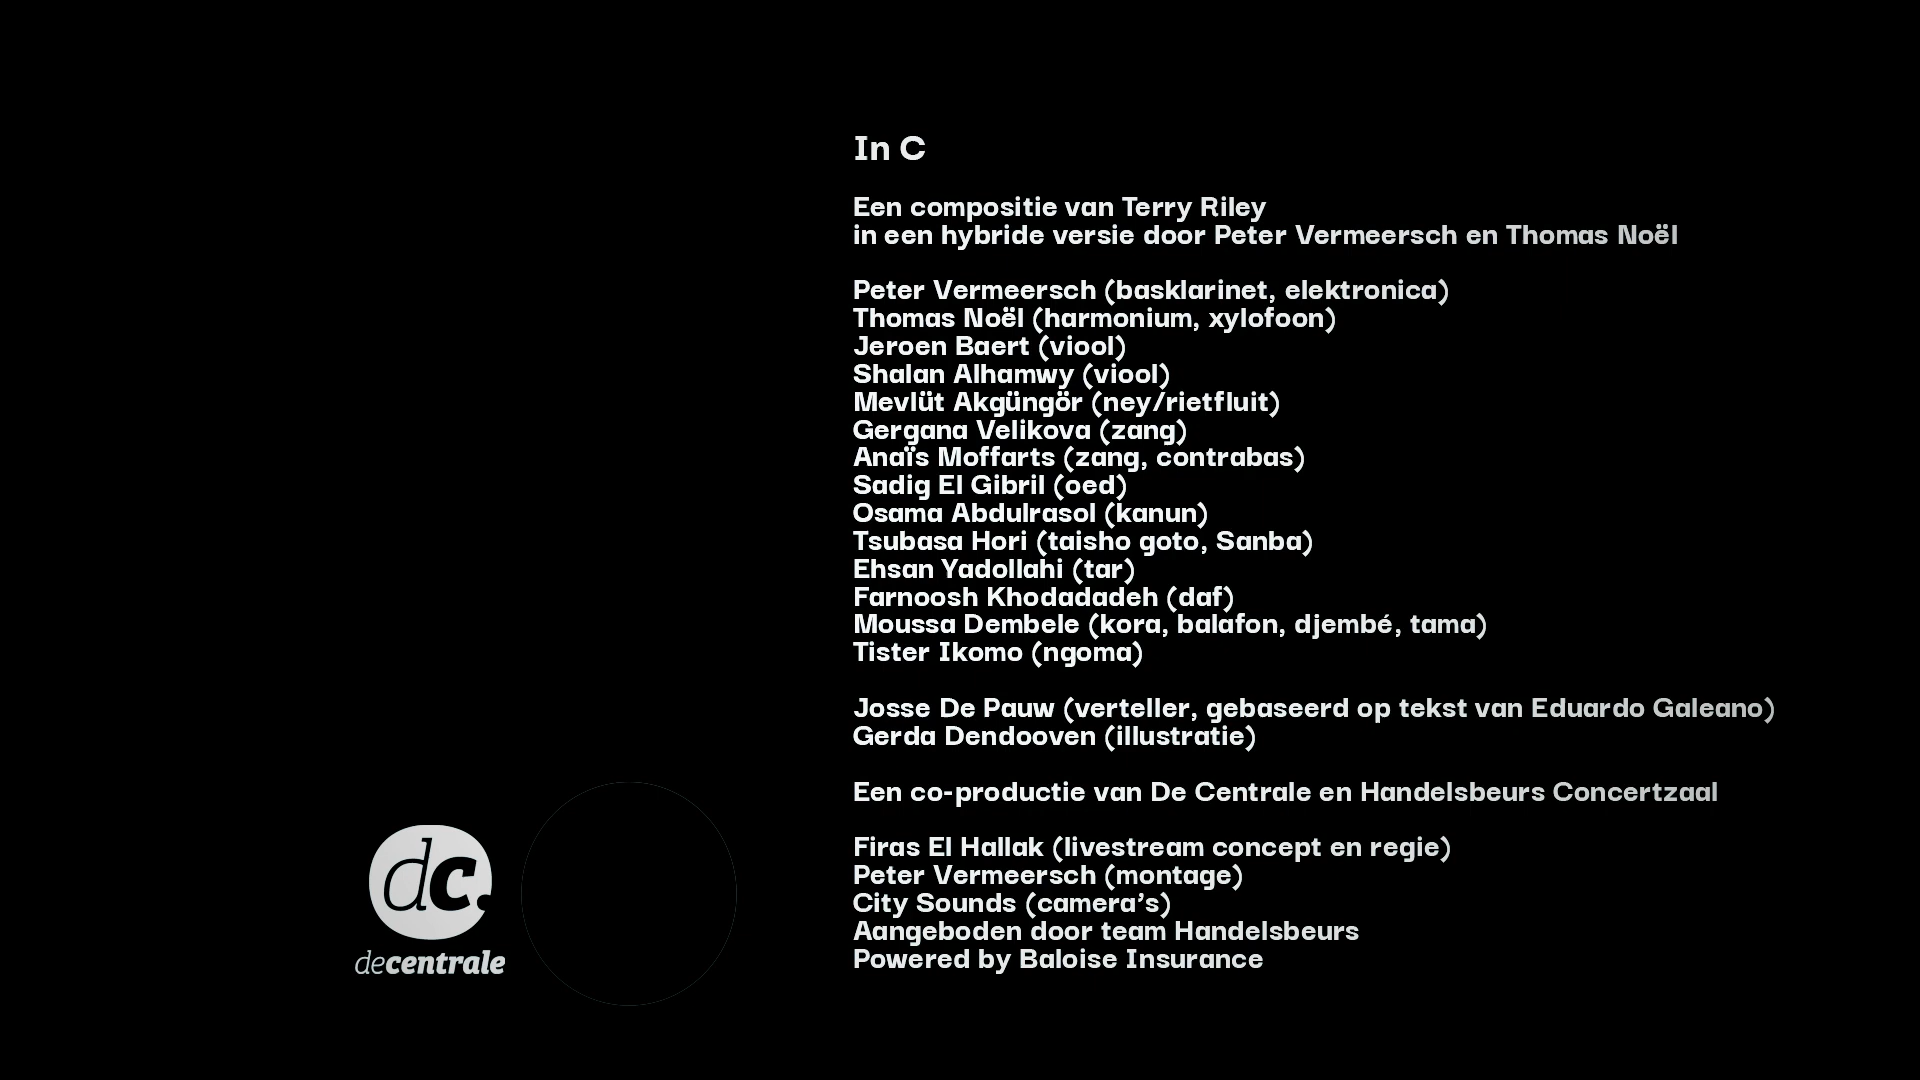 In C
Een compositie van Terry Riley
in een hybride versie door Peter Vermeersch en Thomas Noël
Peter Vermeersch (basklarinet, elektronica)
Thomas Noël (harmonium, xylofoon)
Jeroen Baert (viool)
Shalan Alhamwy (viool)
Mevlüt Akgüngör (ney/rietfluit)
Gergana Velikova (zang)
Anaïs Moffarts (zang, contrabas)
Sadig El Gibril (oed)
Osama Abdulrasol (kanun)
Tsubasa Hori (taisho goto, Sanba)
Ehsan Yadollahi (tar)
Farnoosh Khodadadeh (daf)
Moussa Dembele (kora, balafon, djembé, tama)
Tister Ikomo (ngoma)
Josse De Pauw (verteller, gebaseerd op tekst van Eduardo Galeano)
Gerda Dendooven (illustratie)
Een co-productie van De Centrale en Handelsbeurs Concertzaal
Firas El Hallak (livestream concept en regie)
Peter Vermeersch (montage)
City Sounds (camera's)
Aangeboden door team Handelsbeurs
Powered by Baloise Insurance
dc.
decentrale